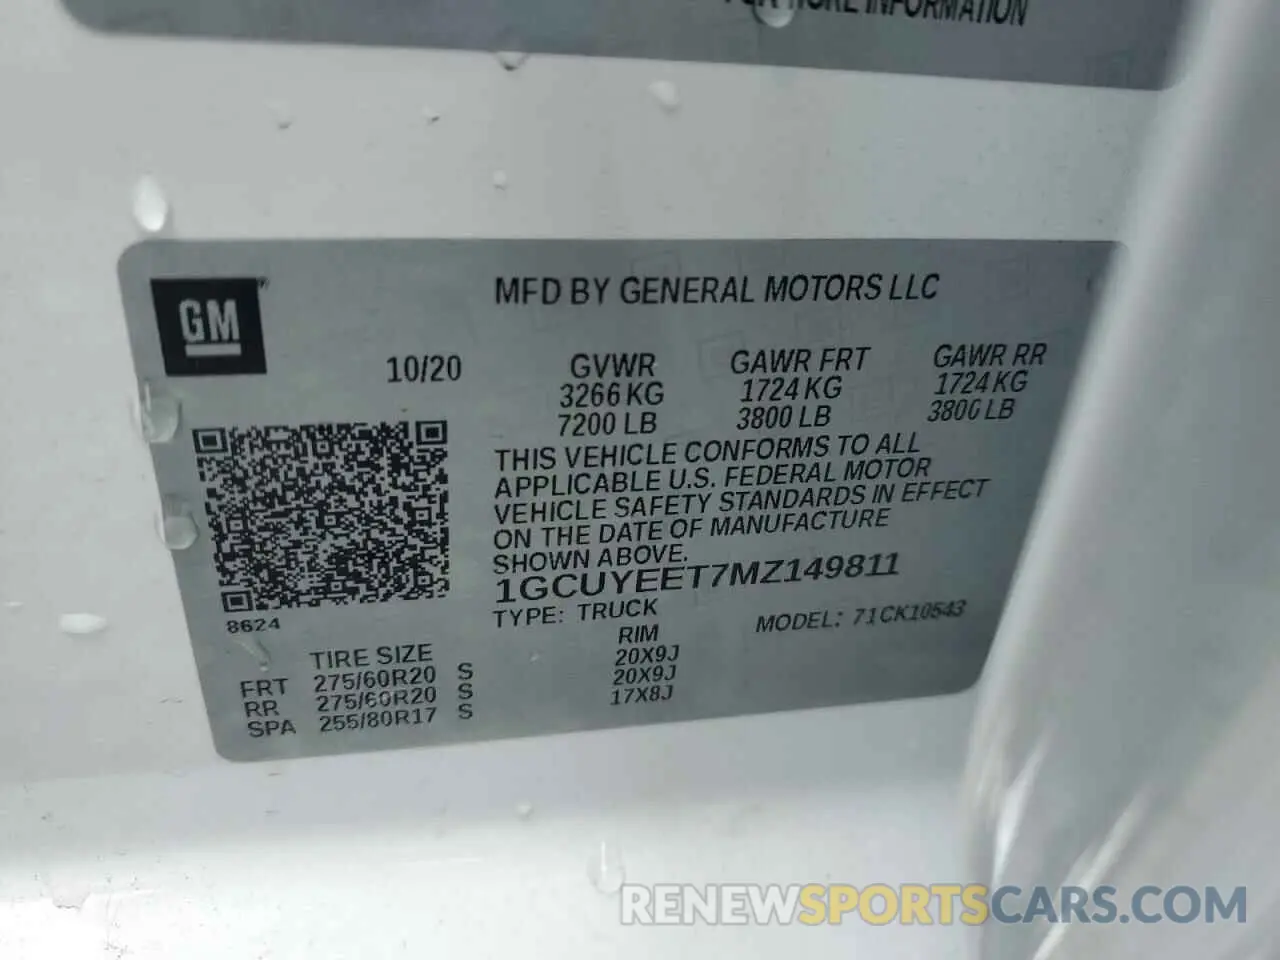 MORE INFORMATION
GM
MFD BY GENERAL MOTORS LLC
10/20 GVWR GAWR FRT GAWR RR
3266 KG 1724 KG 1724 KG
7200 LB 3800 LB 3800 LB
THIS VEHICLE CONFORMS TO ALL
APPLICABLE U.S. FEDERAL MOTOR
VEHICLE SAFETY STANDARDS IN EFFECT
ON THE DATE OF MANUFACTURE
SHOWN ABOVE.
1GCUYEET7MZ149811
8624
TYPE: TRUCK MODEL: 71CK10543
TIRE SIZE RIM
FRT 275/60R20 S 20X9J
RR 275/60R20 S 20X9J
SPA 255/80R17 S 17X8J
RENEWSPORTSCARS.COM